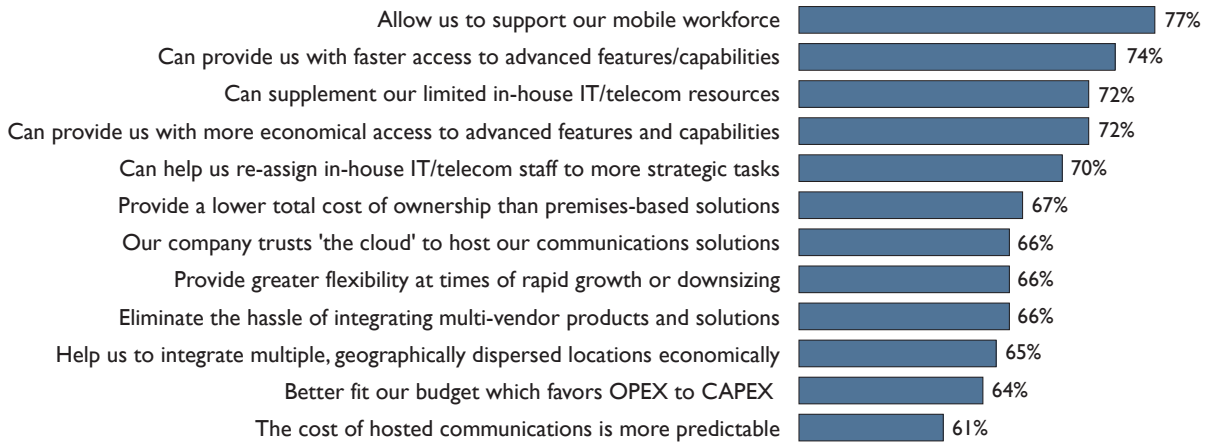 Allow us to support our mobile workforce 77%
Can provide us with faster access to advanced features/capabilities 74%
Can supplement our limited in-house IT/telecom resources 72%
Can provide us with more economical access to advanced features and capabilities 72%
Can help us re-assign in-house IT/telecom staff to more strategic tasks 70%
Provide a lower total cost of ownership than premises-based solutions 67%
Our company trusts 'the cloud' to host our communications solutions 66%
Provide greater flexibility at times of rapid growth or downsizing 66%
Eliminate the hassle of integrating multi-vendor products and solutions 66%
Help us to integrate multiple, geographically dispersed locations economically 65%
Better fit our budget which favors OPEX to CAPEX 64%
The cost of hosted communications is more predictable 61%